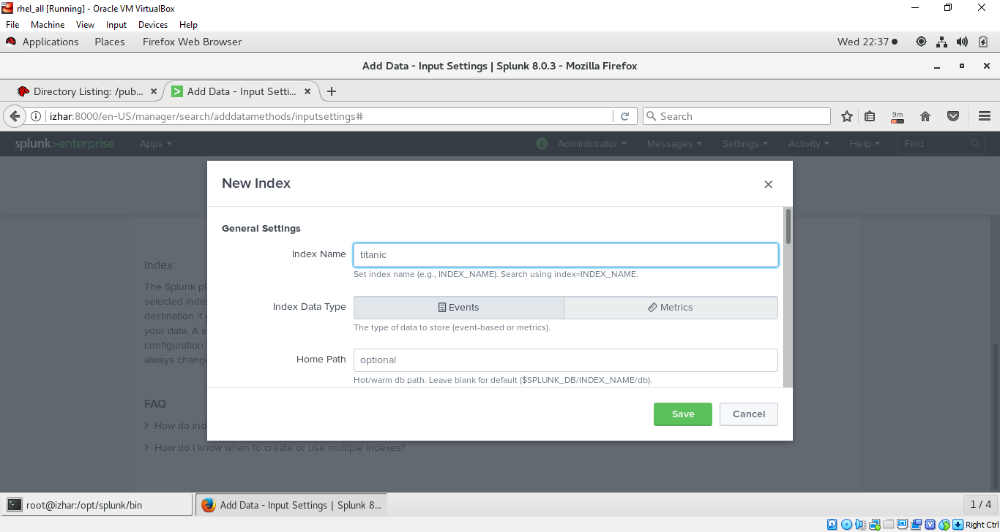 rhel_all [Running] - Oracle VM VirtualBox
File Machine View Input Devices Help
Applications Places Firefox Web Browser Wed 22:37
Add Data - Input Settings | Splunk 8.0.3 - Mozilla Firefox
Directory Listing: /pub... Add Data - Input Setti...
izhar:8000/en-US/manager/search/adddatamethods/inputsettings# Search 9m
splunk>enterprise Apps Administrator Messages Settings Activity Help Find
New Index
General Settings
Index Name titanic
Set index name (e.g., INDEX_NAME). Search using index=INDEX_NAME.
Index Data Type Events Metrics
The type of data to store (event-based or metrics).
Home Path optional
Hot/warm db path. Leave blank for default ($SPLUNK_DB/INDEX_NAME/db).
Save Cancel
Index
The Splunk
selected
destination if
your data. A
configuration
always
FAQ
How do
How do I know when to create or use multiple indexes?
root@izhar:/opt/splunk/bin Add Data - Input Settings | Splunk 8... 1 / 4
Right Ctrl